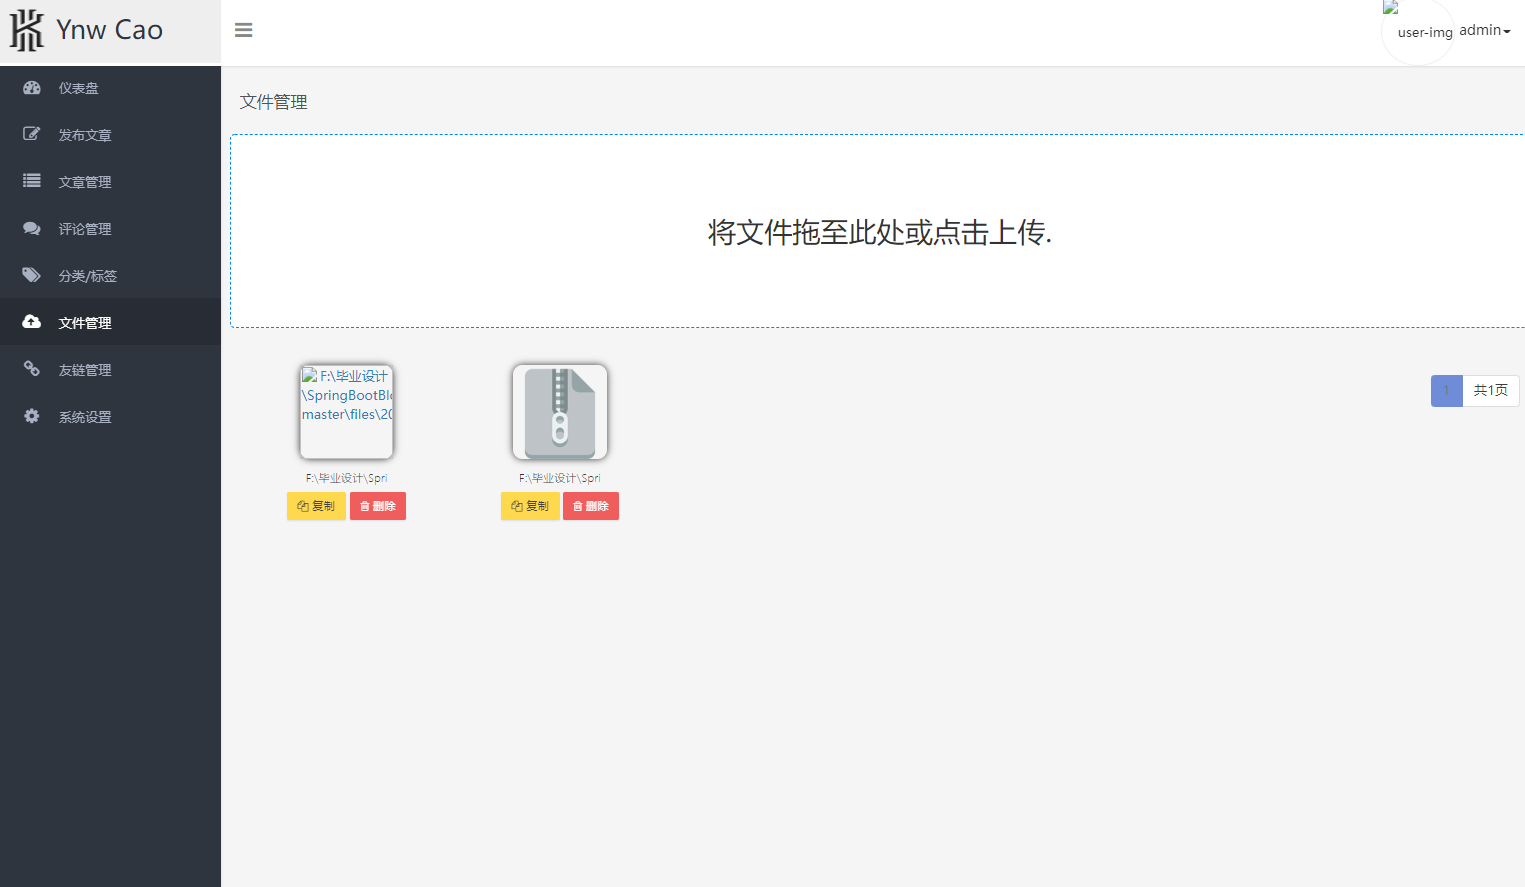 Ynw Cao
user-img
admin
仪表盘
发布文章
文章管理
评论管理
分类/标签
文件管理
友链管理
系统设置
文件管理
将文件拖至此处或点击上传.
F:\毕业设计
\SpringBootBl
master\files\20
F:\毕业设计\Spri
复制
删除
F:\毕业设计\Spri
复制
删除
1
共1页